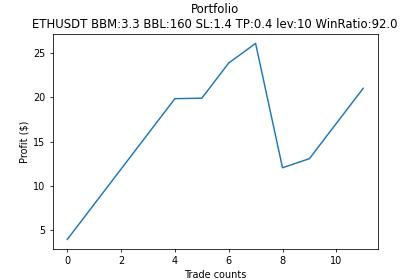 Portfolio
ETHUSDT BBM:3.3 BBL:160 SL:1.4 TP:0.4 lev:10 WinRatio:92.0
Profit ($)
25
20
15
10
5
0 2 4 6 8 10
Trade counts